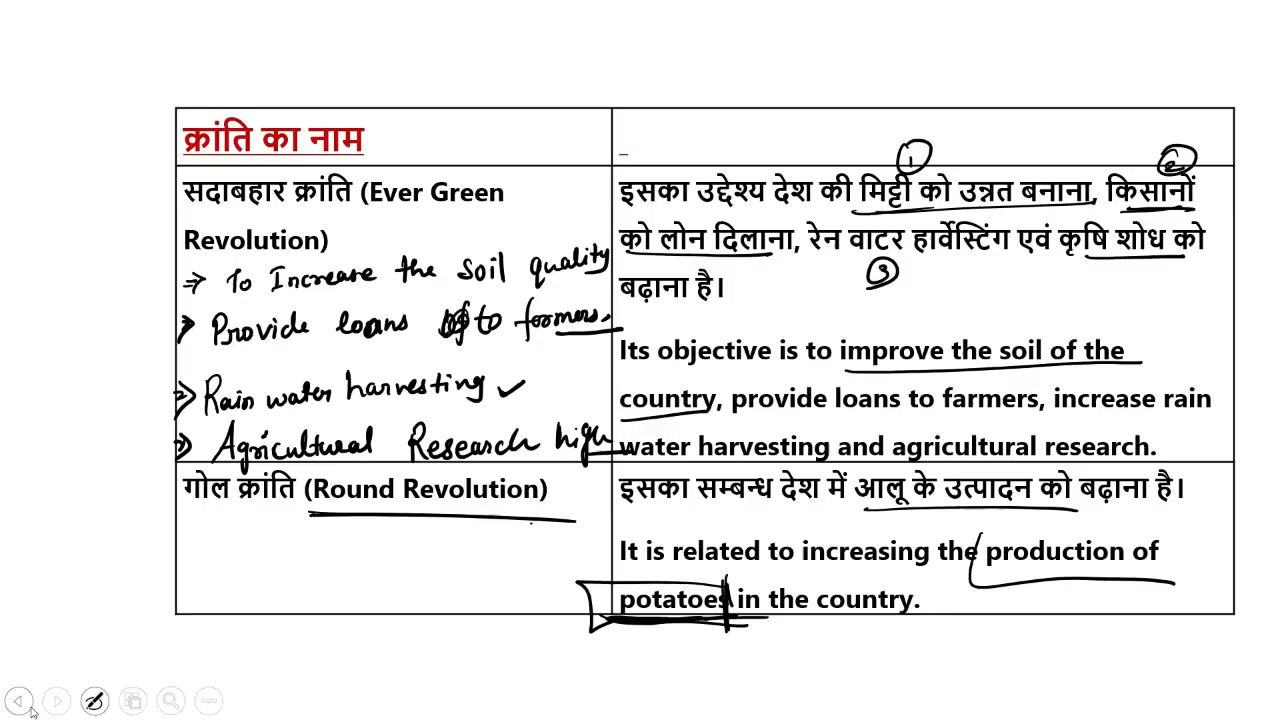 क्रांति का नाम
सदाबहार क्रांति (Ever Green
Revolution)
⇒ To Increase the soil quality
⇒ Provide loans to farmers.
⇒ Rain water harvesting ✓
⇒ Agricultural Research high
1
2
इसका उद्देश्य देश की मिट्टी को उन्नत बनाना, किसानों
को लोन दिलाना, रेन वाटर हार्वेस्टिंग एवं कृषि शोध को
3
बढ़ाना है।
Its objective is to improve the soil of the
country, provide loans to farmers, increase rain
water harvesting and agricultural research.
गोल क्रांति (Round Revolution)
इसका सम्बन्ध देश में आलू के उत्पादन को बढ़ाना है।
It is related to increasing the production of
potatoes in the country.